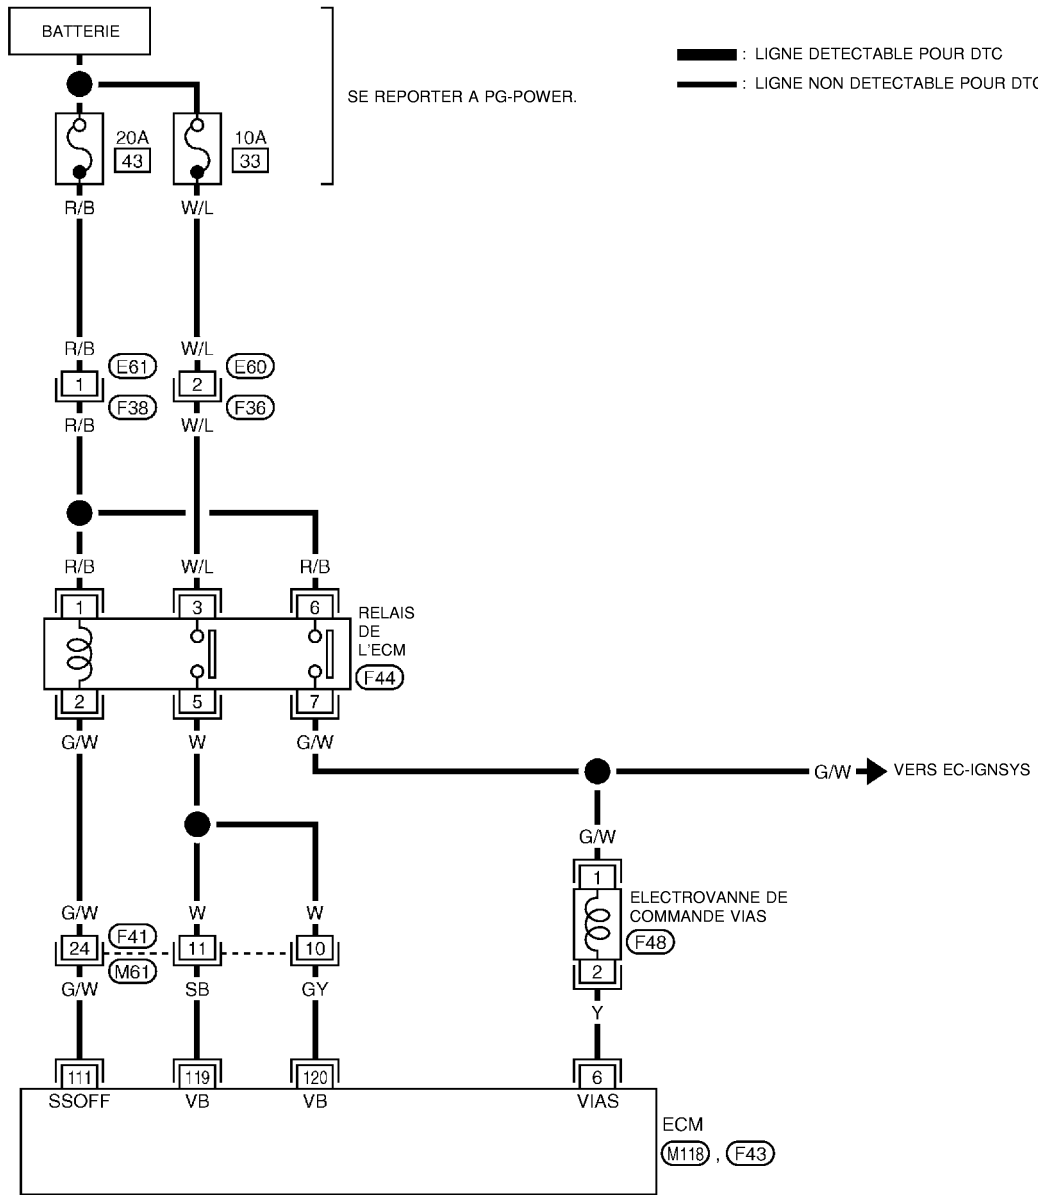 BATTERIE
: LIGNE DETECTABLE POUR DTC
: LIGNE NON DETECTABLE POUR DTC
SE REPORTER A PG-POWER.
20A
43
10A
33
R/B
W/L
R/B
W/L
E61
E60
1
2
F38
F36
R/B
W/L
R/B
W/L
R/B
1
3
6
RELAIS
DE
L'ECM
F44
2
5
7
G/W
W
G/W
G/W
VERS EC-IGNSYS
G/W
1
ELECTROVANNE DE
COMMANDE VIAS
F48
2
Y
G/W
W
W
F41
24
11
10
M61
G/W
SB
GY
111
119
120
6
SSOFF
VB
VB
VIAS
ECM
M118 , F43